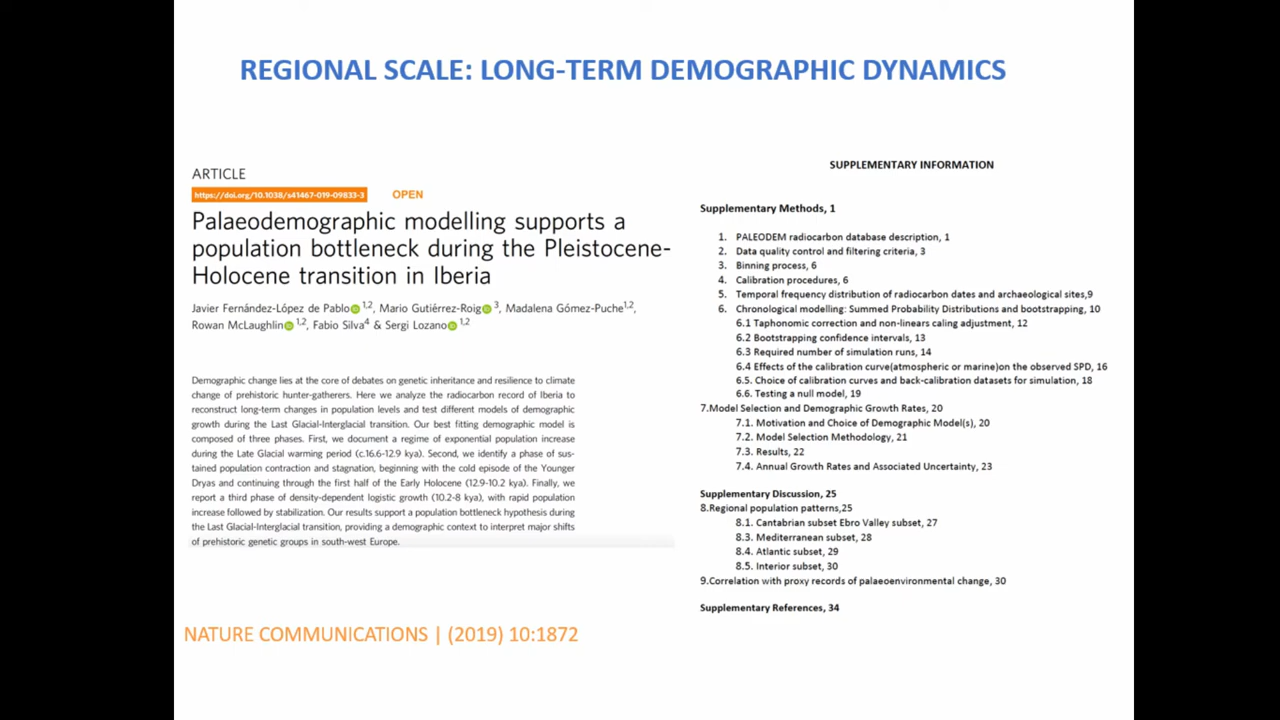 REGIONAL SCALE: LONG-TERM DEMOGRAPHIC DYNAMICS
ARTICLE
https://doi.org/10.1038/s41467-019-09833-3 OPEN
Palaeodemographic modelling supports a
population bottleneck during the Pleistocene-
Holocene transition in Iberia
Javier Fernández-López de Pablo 1,2, Mario Gutiérrez-Roig 3, Madalena Gómez-Puche1,2,
Rowan McLaughlin 1,2, Fabio Silva4 & Sergi Lozano 1,2
Demographic change lies at the core of debates on genetic inheritance and resilience to climate
change of prehistoric hunter-gatherers. Here we analyze the radiocarbon record of Iberia to
reconstruct long-term changes in population levels and test different models of demographic
growth during the Last Glacial-Interglacial transition. Our best fitting demographic model is
composed of three phases. First, we document a regime of exponential population increase
during the Late Glacial warming period (c.16.6-12.9 kya). Second, we identify a phase of sus-
tained population contraction and stagnation, beginning with the cold episode of the Younger
Dryas and continuing through the first half of the Early Holocene (12.9-10.2 kya). Finally, we
report a third phase of density-dependent logistic growth (10.2-8 kya), with rapid population
increase followed by stabilization. Our results support a population bottleneck hypothesis during
the Last Glacial-Interglacial transition, providing a demographic context to interpret major shifts
of prehistoric genetic groups in south-west Europe.
NATURE COMMUNICATIONS | (2019) 10:1872
SUPPLEMENTARY INFORMATION
Supplementary Methods, 1
1. PALEODEM radiocarbon database description, 1
2. Data quality control and filtering criteria, 3
3. Binning process, 6
4. Calibration procedures, 6
5. Temporal frequency distribution of radiocarbon dates and archaeological sites,9
6. Chronological modelling: Summed Probability Distributions and bootstrapping, 10
6.1 Taphonomic correction and non-linears caling adjustment, 12
6.2 Bootstrapping confidence intervals, 13
6.3 Required number of simulation runs, 14
6.4 Effects of the calibration curve(atmospheric or marine)on the observed SPD, 16
6.5. Choice of calibration curves and back-calibration datasets for simulation, 18
6.6. Testing a null model, 19
7.Model Selection and Demographic Growth Rates, 20
7.1. Motivation and Choice of Demographic Model(s), 20
7.2. Model Selection Methodology, 21
7.3. Results, 22
7.4. Annual Growth Rates and Associated Uncertainty, 23
Supplementary Discussion, 25
8.Regional population patterns,25
8.1. Cantabrian subset Ebro Valley subset, 27
8.3. Mediterranean subset, 28
8.4. Atlantic subset, 29
8.5. Interior subset, 30
9.Correlation with proxy records of palaeoenvironmental change, 30
Supplementary References, 34